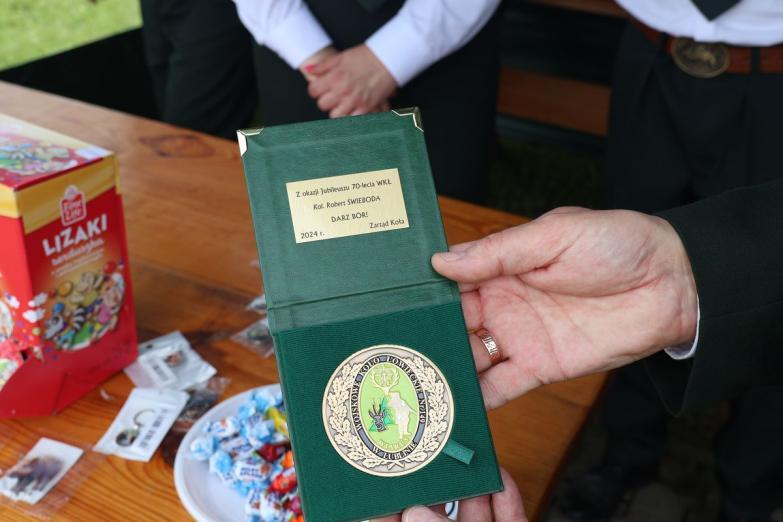 Z okazji Jubileuszu 70-lecia WKŁ
Kol. Robert ŚWIEBODA
DARZ BÓR!
2024 r. Zarząd Koła
WOJSKOWE KOŁO ŁOWIECKIE
W LUBLINIE
Fine
Life
LIZAKI
serduszka